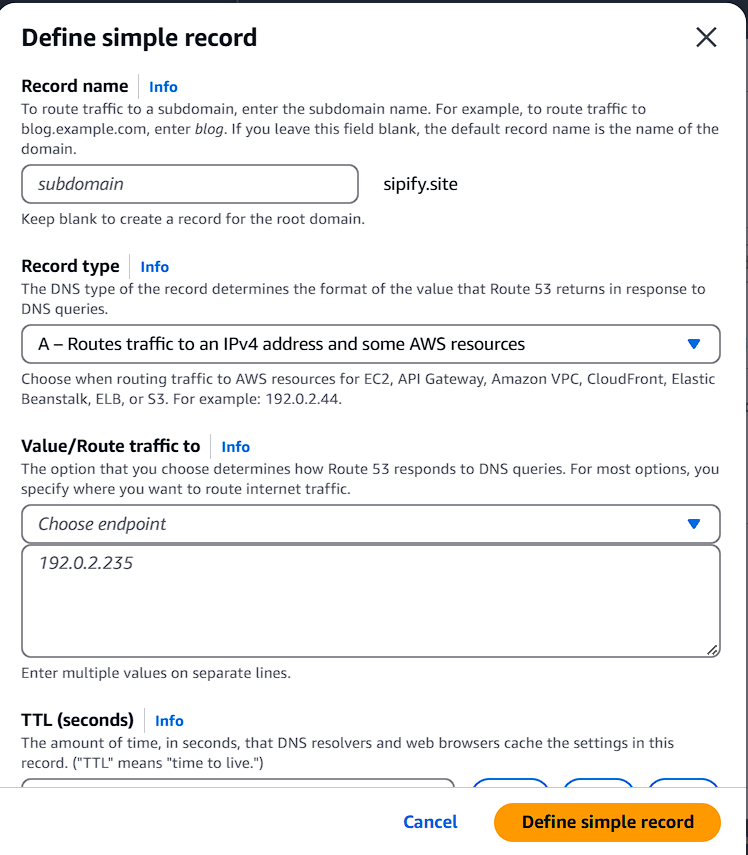 Define simple record
Record name Info
To route traffic to a subdomain, enter the subdomain name. For example, to route traffic to
blog.example.com, enter blog. If you leave this field blank, the default record name is the name of the
domain.
subdomain sipify.site
Keep blank to create a record for the root domain.
Record type Info
The DNS type of the record determines the format of the value that Route 53 returns in response to
DNS queries.
A – Routes traffic to an IPv4 address and some AWS resources
Choose when routing traffic to AWS resources for EC2, API Gateway, Amazon VPC, CloudFront, Elastic
Beanstalk, ELB, or S3. For example: 192.0.2.44.
Value/Route traffic to Info
The option that you choose determines how Route 53 responds to DNS queries. For most options, you
specify where you want to route internet traffic.
Choose endpoint
192.0.2.235
Enter multiple values on separate lines.
TTL (seconds) Info
The amount of time, in seconds, that DNS resolvers and web browsers cache the settings in this
record. ("TTL" means "time to live.")
Cancel Define simple record